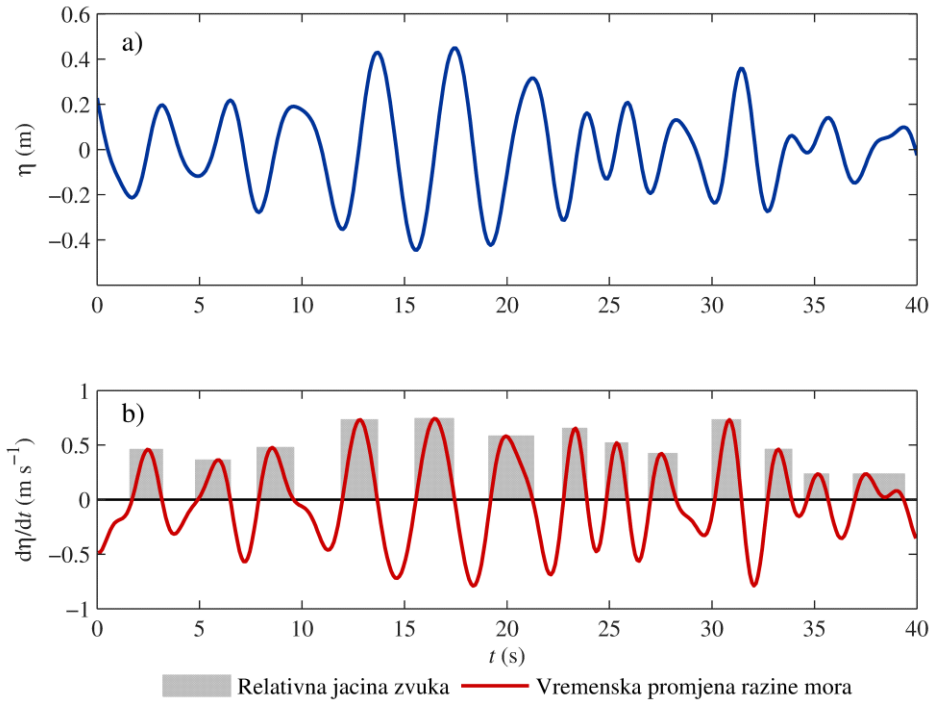 a)
0.6
0.4
0.2
0
−0.2
−0.4
η (m)
0 5 10 15 20 25 30 35 40
b)
1
0.5
0
−0.5
−1
dη/dt (m s⁻¹)
0 5 10 15 20 25 30 35 40
t (s)
Relativna jacina zvuka Vremenska promjena razine mora